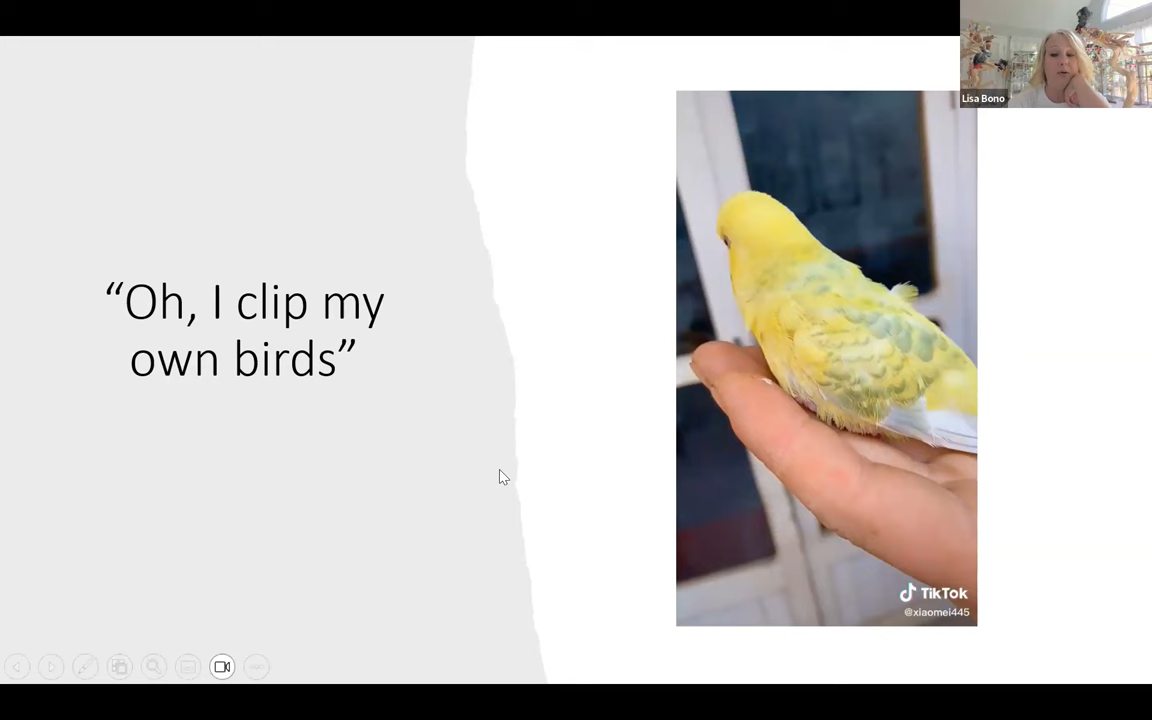 Lisa Bono
“Oh, I clip my
own birds”
TikTok
@xiaomei445